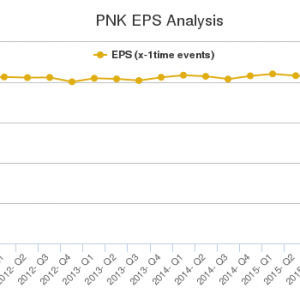 PNK EPS Analysis
EPS (x-1time events)
2012- Q2
2012- Q3
2012- Q4
2013- Q1
2013- Q2
2013- Q3
2013- Q4
2014- Q1
2014- Q2
2014- Q3
2014- Q4
2015- Q1
2015- Q2